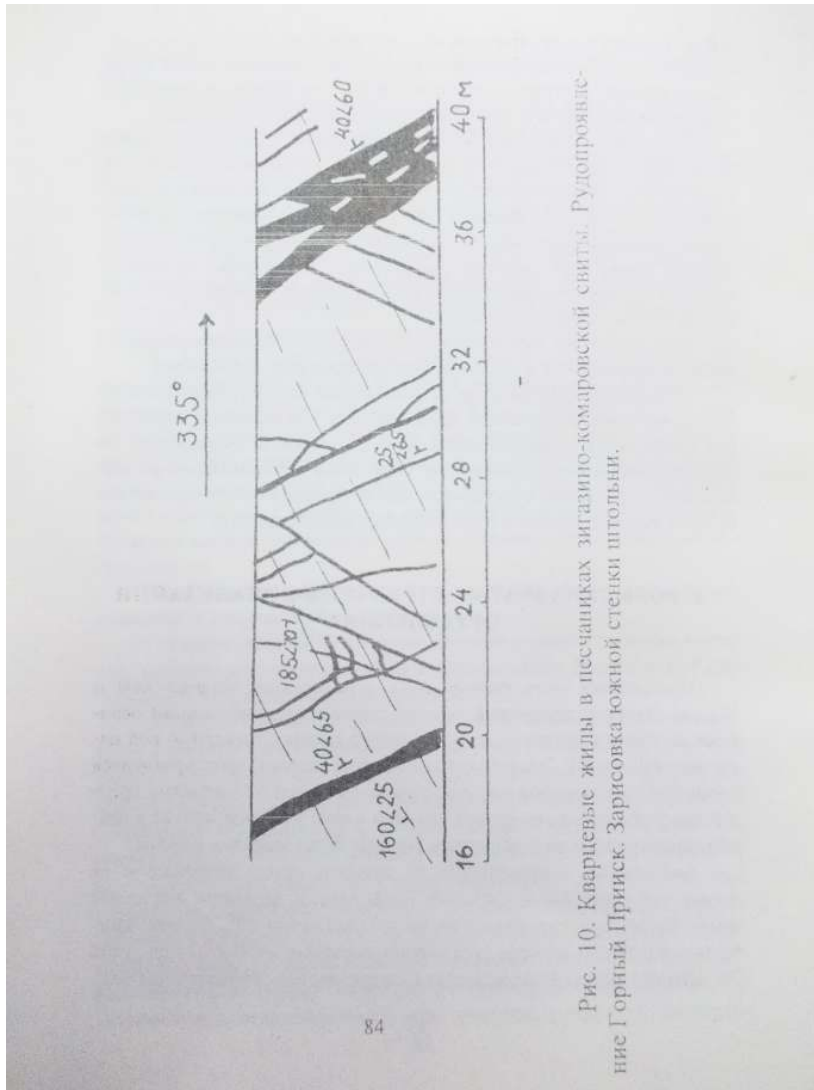 335°
40∠60
185∠70
40∠65
160∠25
25
265
16 20 24 28 32 36 40 м
Рис. 10. Кварцевые жилы в песчаниках зигазино-комаровской свиты. Рудопроявле-
ние Горный Прииск. Зарисовка южной стенки штольни.
84